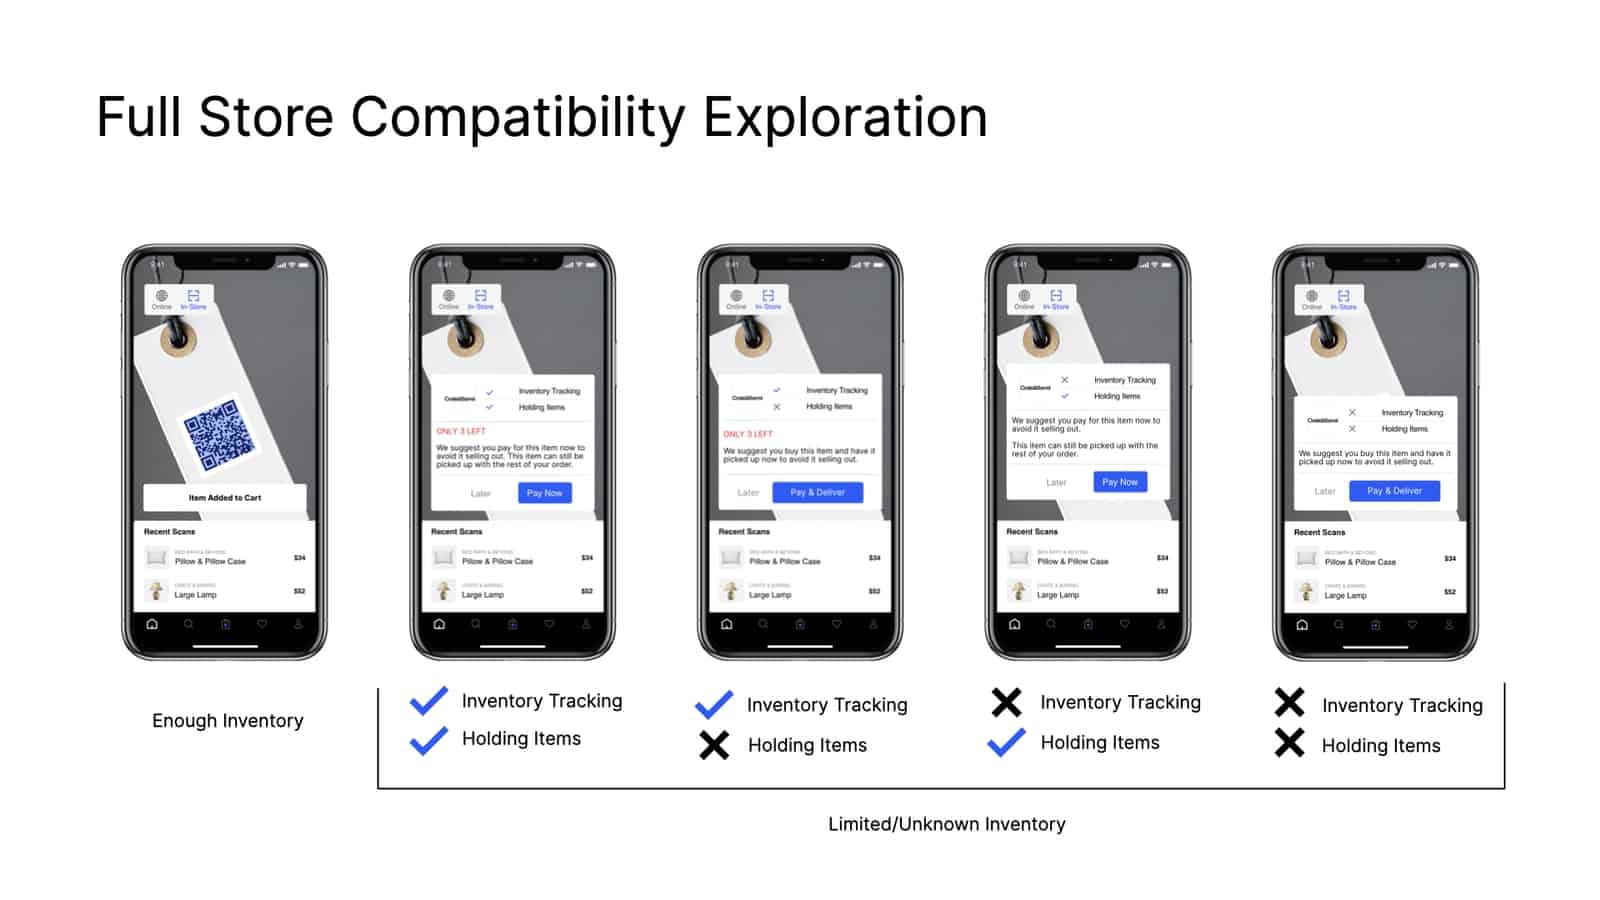 Full Store Compatibility Exploration
9:41
Online In-Store
Item Added to Cart
Recent Scans
BED BATH & BEYOND
Pillow & Pillow Case $34
CRATE & BARREL
Large Lamp $52
Enough Inventory
9:41
Online In-Store
Crate&Barrel
Inventory Tracking
Holding Items
ONLY 3 LEFT
We suggest you pay for this item now to
avoid it selling out. This item can still be
picked up with the rest of your order.
Later Pay Now
Recent Scans
BED BATH & BEYOND
Pillow & Pillow Case $34
CRATE & BARREL
Large Lamp $52
Inventory Tracking
Holding Items
9:41
Online In-Store
Crate&Barrel
Inventory Tracking
Holding Items
ONLY 3 LEFT
We suggest you buy this item and have it
picked up now to avoid it selling out.
Later Pay & Deliver
Recent Scans
BED BATH & BEYOND
Pillow & Pillow Case $34
CRATE & BARREL
Large Lamp $52
Inventory Tracking
Holding Items
9:41
Online In-Store
Crate&Barrel
Inventory Tracking
Holding Items
We suggest you pay for this item now to
avoid it selling out.
This item can still be picked up with the
rest of your order.
Later Pay Now
Recent Scans
BED BATH & BEYOND
Pillow & Pillow Case $34
CRATE & BARREL
Large Lamp $52
Inventory Tracking
Holding Items
9:41
Online In-Store
Crate&Barrel
Inventory Tracking
Holding Items
We suggest you buy this item and have it
picked up now to avoid it selling out.
Later Pay & Deliver
Recent Scans
BED BATH & BEYOND
Pillow & Pillow Case $34
CRATE & BARREL
Large Lamp $52
Inventory Tracking
Holding Items
Limited/Unknown Inventory